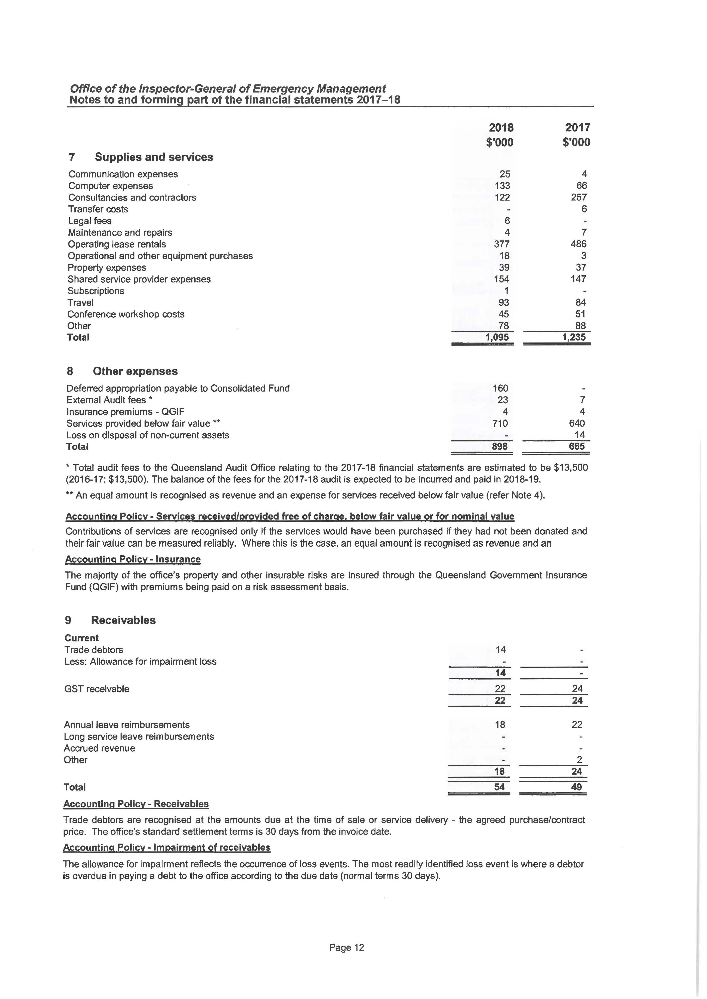 Office of the Inspector-General of Emergency Management
Notes to and forming part of the financial statements 2017–18
2018 2017
$'000 $'000
7 Supplies and services
Communication expenses 25 4
Computer expenses 133 66
Consultancies and contractors 122 257
Transfer costs - 6
Legal fees 6 -
Maintenance and repairs 4 7
Operating lease rentals 377 486
Operational and other equipment purchases 18 3
Property expenses 39 37
Shared service provider expenses 154 147
Subscriptions 1 -
Travel 93 84
Conference workshop costs 45 51
Other 78 88
Total 1,095 1,235
8 Other expenses
Deferred appropriation payable to Consolidated Fund 160 -
External Audit fees * 23 7
Insurance premiums - QGIF 4 4
Services provided below fair value ** 710 640
Loss on disposal of non-current assets - 14
Total 898 665
* Total audit fees to the Queensland Audit Office relating to the 2017-18 financial statements are estimated to be $13,500
(2016-17: $13,500). The balance of the fees for the 2017-18 audit is expected to be incurred and paid in 2018-19.
** An equal amount is recognised as revenue and an expense for services received below fair value (refer Note 4).
Accounting Policy - Services received/provided free of charge, below fair value or for nominal value
Contributions of services are recognised only if the services would have been purchased if they had not been donated and
their fair value can be measured reliably. Where this is the case, an equal amount is recognised as revenue and an
Accounting Policy - Insurance
The majority of the office's property and other insurable risks are insured through the Queensland Government Insurance
Fund (QGIF) with premiums being paid on a risk assessment basis.
9 Receivables
Current
Trade debtors 14 -
Less: Allowance for impairment loss - -
14 -
GST receivable 22 24
22 24
Annual leave reimbursements 18 22
Long service leave reimbursements - -
Accrued revenue - -
Other - 2
18 24
Total 54 49
Accounting Policy - Receivables
Trade debtors are recognised at the amounts due at the time of sale or service delivery - the agreed purchase/contract
price. The office's standard settlement terms is 30 days from the invoice date.
Accounting Policy - Impairment of receivables
The allowance for impairment reflects the occurrence of loss events. The most readily identified loss event is where a debtor
is overdue in paying a debt to the office according to the due date (normal terms 30 days).
Page 12